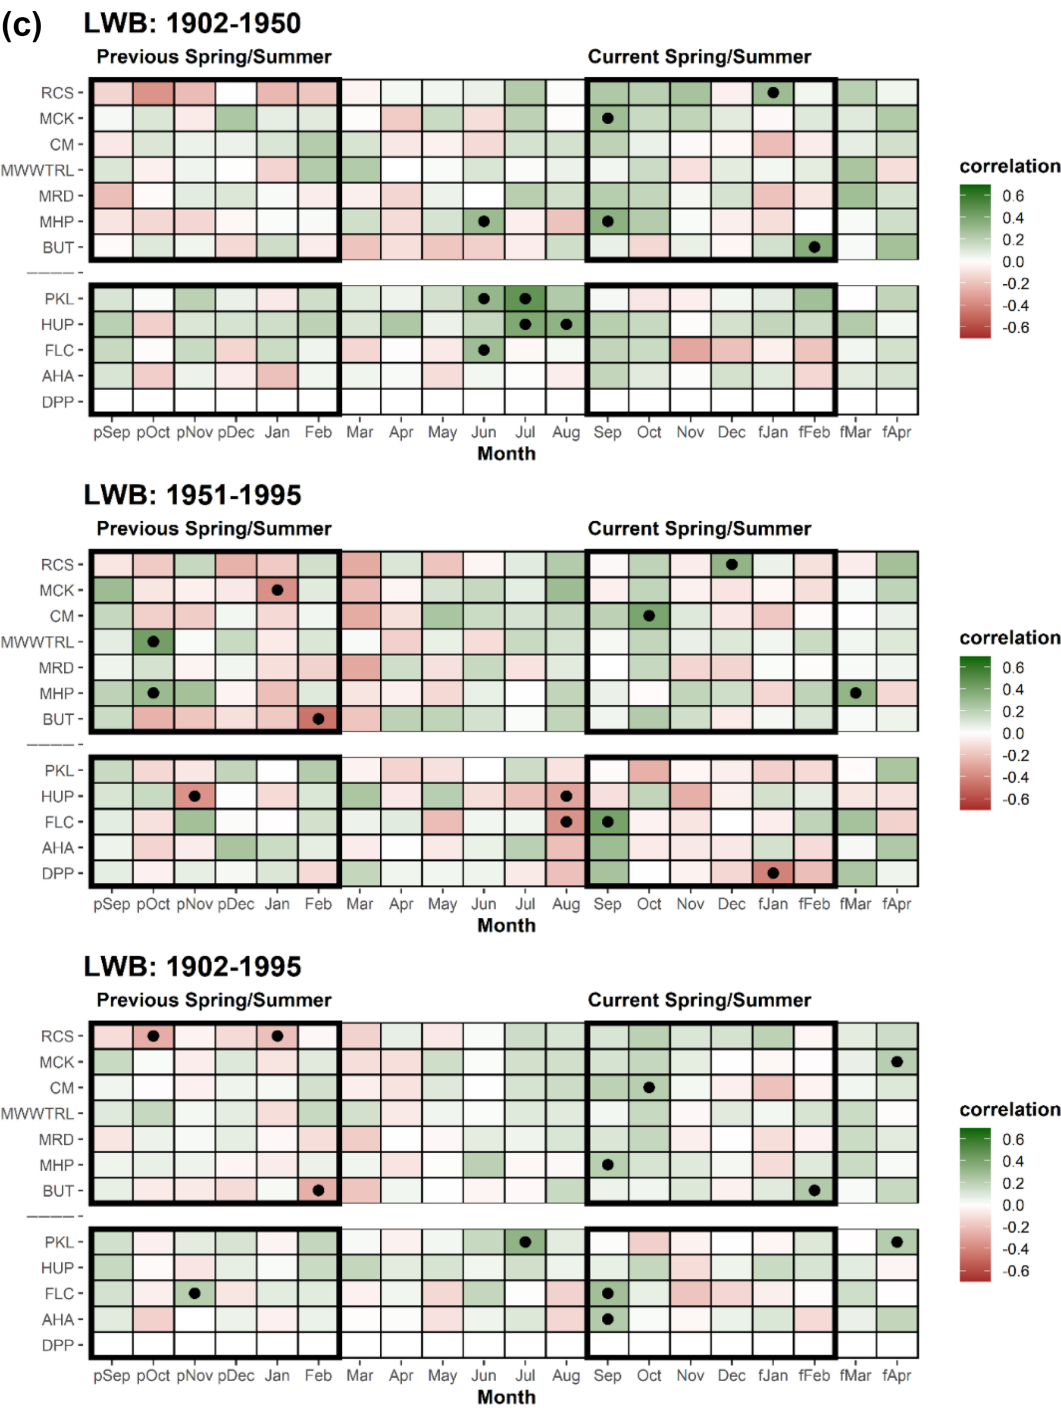 (c) LWB: 1902-1950
Previous Spring/Summer Current Spring/Summer
RCS
MCK
CM
MWWTRL
MRD
MHP
BUT
PKL
HUP
FLC
AHA
DPP
pSep pOct pNov pDec Jan Feb Mar Apr May Jun Jul Aug Sep Oct Nov Dec fJan fFeb fMar fApr
Month
correlation
0.6
0.4
0.2
0.0
-0.2
-0.4
-0.6
LWB: 1951-1995
Previous Spring/Summer Current Spring/Summer
RCS
MCK
CM
MWWTRL
MRD
MHP
BUT
PKL
HUP
FLC
AHA
DPP
pSep pOct pNov pDec Jan Feb Mar Apr May Jun Jul Aug Sep Oct Nov Dec fJan fFeb fMar fApr
Month
correlation
0.6
0.4
0.2
0.0
-0.2
-0.4
-0.6
LWB: 1902-1995
Previous Spring/Summer Current Spring/Summer
RCS
MCK
CM
MWWTRL
MRD
MHP
BUT
PKL
HUP
FLC
AHA
DPP
pSep pOct pNov pDec Jan Feb Mar Apr May Jun Jul Aug Sep Oct Nov Dec fJan fFeb fMar fApr
Month
correlation
0.6
0.4
0.2
0.0
-0.2
-0.4
-0.6